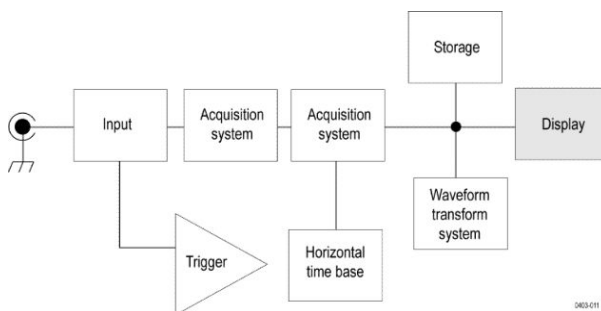 Storage
Input
Acquisition
system
Acquisition
system
Display
Waveform
transform
system
Trigger
Horizontal
time base
0403-011